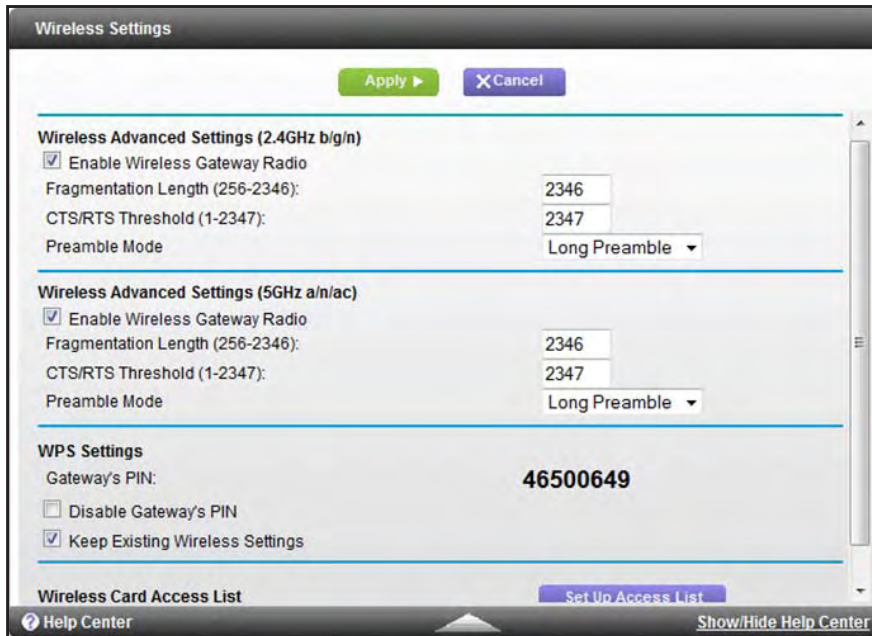 Wireless Settings
Apply
Cancel
Wireless Advanced Settings (2.4GHz b/g/n)
Enable Wireless Gateway Radio
Fragmentation Length (256-2346): 2346
CTS/RTS Threshold (1-2347): 2347
Preamble Mode Long Preamble
Wireless Advanced Settings (5GHz a/n/ac)
Enable Wireless Gateway Radio
Fragmentation Length (256-2346): 2346
CTS/RTS Threshold (1-2347): 2347
Preamble Mode Long Preamble
WPS Settings
Gateway's PIN: 46500649
Disable Gateway's PIN
Keep Existing Wireless Settings
Wireless Card Access List Set Up Access List
Help Center Show/Hide Help Center